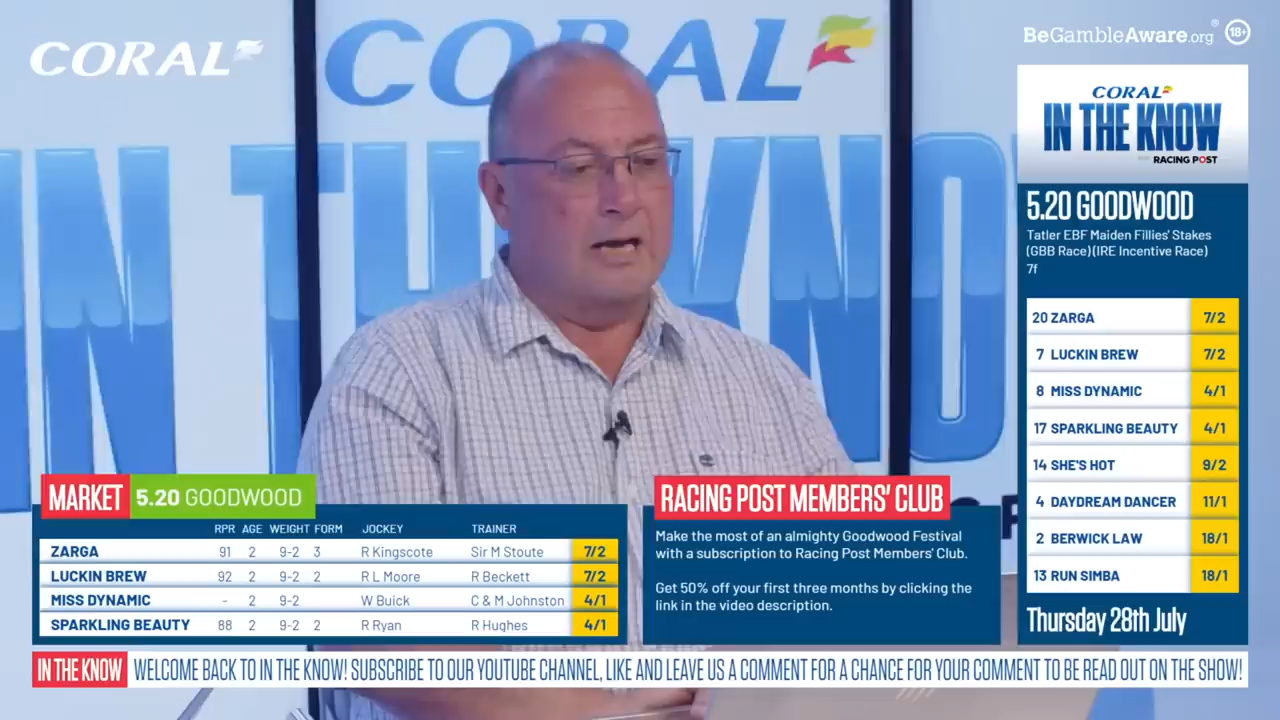 CORAL
CORAL
BeGambleAware.org® 18+
IN THE KNOW
CORAL
IN THE KNOW
RACING POST
5.20 GOODWOOD
Tatler EBF Maiden Fillies' Stakes
(GBB Race)(IRE Incentive Race)
7f
20 ZARGA 7/2
7 LUCKIN BREW 7/2
8 MISS DYNAMIC 4/1
17 SPARKLING BEAUTY 4/1
14 SHE'S HOT 9/2
4 DAYDREAM DANCER 11/1
2 BERWICK LAW 18/1
13 RUN SIMBA 18/1
Thursday 28th July
MARKET 5.20 GOODWOOD
RPR AGE WEIGHT FORM JOCKEY TRAINER
ZARGA 91 2 9-2 3 R Kingscote Sir M Stoute 7/2
LUCKIN BREW 92 2 9-2 2 R L Moore R Beckett 7/2
MISS DYNAMIC - 2 9-2 W Buick C & M Johnston 4/1
SPARKLING BEAUTY 88 2 9-2 2 R Ryan R Hughes 4/1
RACING POST MEMBERS' CLUB
Make the most of an almighty Goodwood Festival
with a subscription to Racing Post Members' Club.
Get 50% off your first three months by clicking the
link in the video description.
IN THE KNOW WELCOME BACK TO IN THE KNOW! SUBSCRIBE TO OUR YOUTUBE CHANNEL, LIKE AND LEAVE US A COMMENT FOR A CHANCE FOR YOUR COMMENT TO BE READ OUT ON THE SHOW!